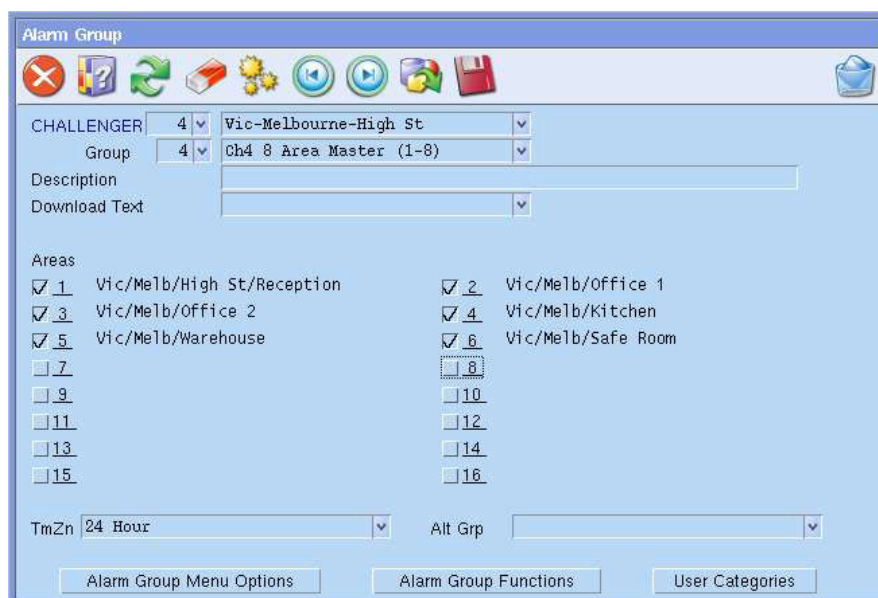 Alarm Group
CHALLENGER 4 Vic-Melbourne-High St
Group 4 Ch4 8 Area Master (1-8)
Description
Download Text
Areas
1 Vic/Melb/High St/Reception 2 Vic/Melb/Office 1
3 Vic/Melb/Office 2 4 Vic/Melb/Kitchen
5 Vic/Melb/Warehouse 6 Vic/Melb/Safe Room
7 8
9 10
11 12
13 14
15 16
TmZn 24 Hour Alt Grp
Alarm Group Menu Options Alarm Group Functions User Categories